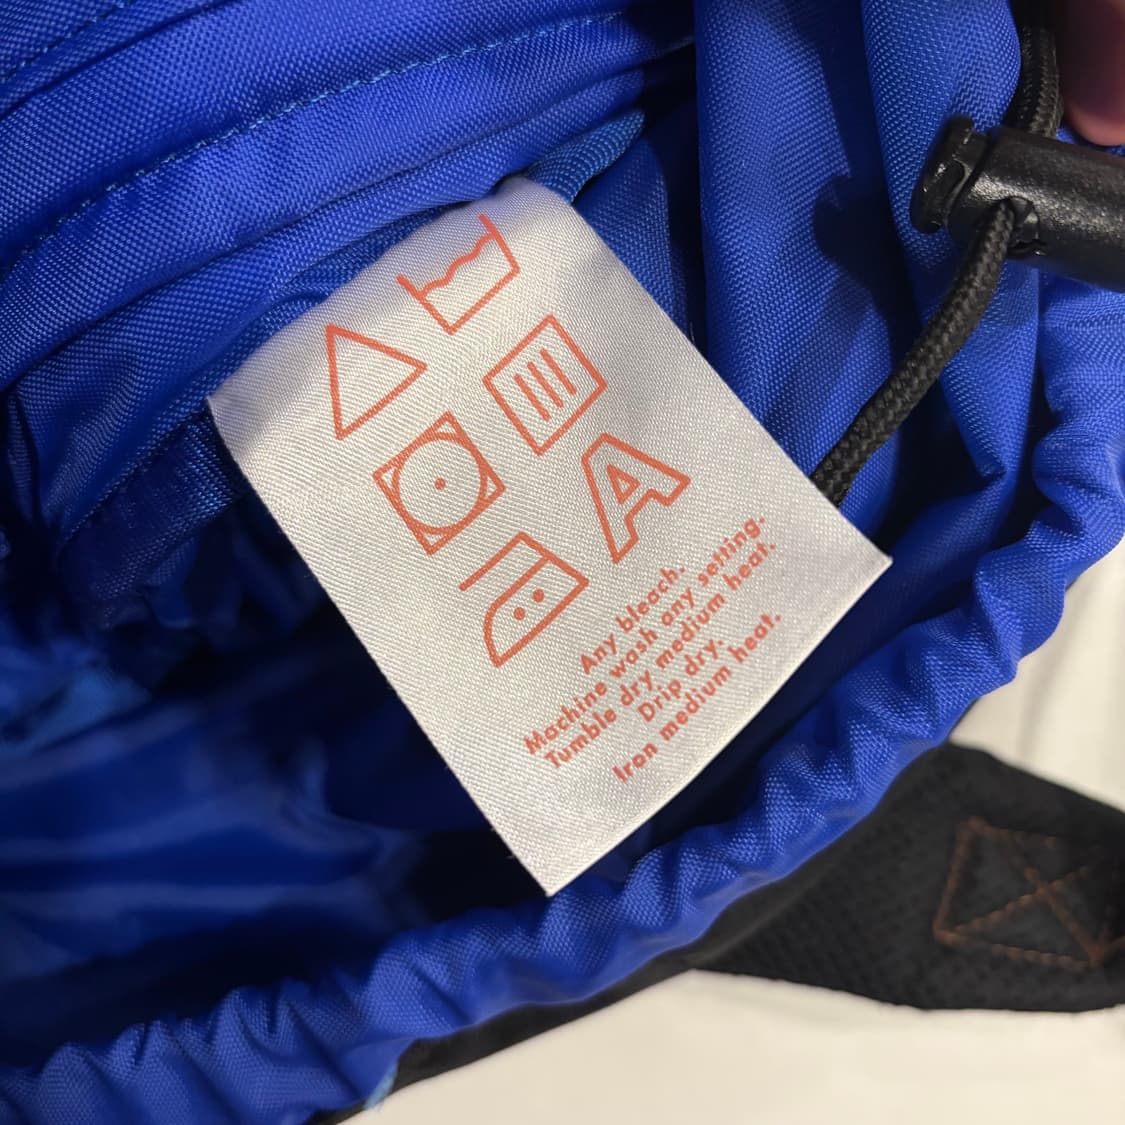 A
Any bleach.
Machine wash any setting.
Tumble dry medium heat.
Drip dry.
Iron medium heat.